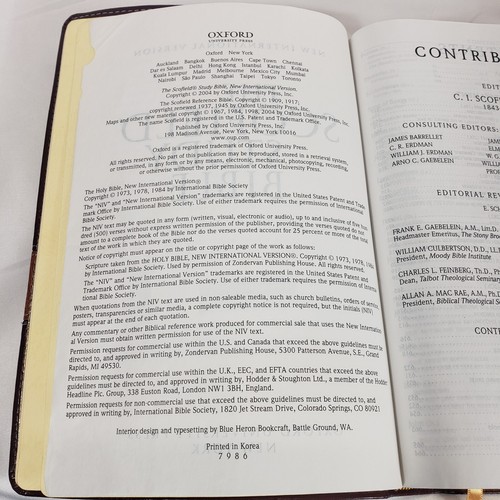 OXFORD
UNIVERSITY PRESS
Oxford New York
Auckland Bangkok Buenos Aires Cape Town Chennai
Dar es Salaam Delhi Hong Kong Istanbul Karachi Kolkata
Kuala Lumpur Madrid Melbourne Mexico City Mumbai
Nairobi São Paulo Shanghai Taipei Tokyo Toronto
The Scofield® Study Bible, New International Version.
Copyright © 2004 by Oxford University Press, Inc.
The Scofield Reference Bible. Copyright © 1909; 1917;
copyright renewed 1937, 1945 by Oxford University Press, Inc.
Maps and other new material copyright © 1967, 1984, 1998, 2004 by Oxford University Press, Inc.
The name Scofield is registered in the U.S. Patent and Trademark Office.
Published by Oxford University Press, Inc.
198 Madison Avenue, New York, New York 10016
www.oup.com
Oxford is a registered trademark of Oxford University Press.
All rights reserved. No part of this publication may be reproduced, stored in a retrieval system,
or transmitted, in any form or by any means, electronic, mechanical, photocopying, recording,
or otherwise without the prior permission of Oxford University Press.
The Holy Bible, New International Version®
Copyright © 1973, 1978, 1984 by International Bible Society
The "NIV" and "New International Version" trademarks are registered in the United States Patent and Trade-
mark Office by International Bible Society. Use of either trademark requires the permission of International
Bible Society.
The NIV text may be quoted in any form (written, visual, electronic or audio), up to and inclusive of five hun-
dred (500) verses without express written permission of the publisher, providing the verses quoted do not
amount to a complete book of the Bible nor do the verses quoted account for 25 percent or more of the total
text of the work in which they are quoted.
Notice of copyright must appear on the title or copyright page of the work as follows:
Scripture taken from the HOLY BIBLE, NEW INTERNATIONAL VERSION®. Copyright © 1973, 1978, 1984
by International Bible Society. Used by permission of Zondervan Publishing House. All rights reserved.
The "NIV" and "New International Version" trademarks are registered in the United States Patent and
Trademark Office by International Bible Society. Use of either trademark requires the permission of Interna-
tional Bible Society.
When quotations from the NIV text are used in non-saleable media, such as church bulletins, orders of service,
posters, transparencies or similar media, a complete copyright notice is not required, but the initials (NIV)
must appear at the end of each quotation.
Any commentary or other Biblical reference work produced for commercial sale that uses the New Internation-
al Version must obtain written permission for use of the NIV text.
Permission requests for commercial use within the U.S. and Canada that exceed the above guidelines must be
directed to, and approved in writing by, Zondervan Publishing House, 5300 Patterson Avenue, S.E., Grand
Rapids, MI 49530.
Permission requests for commercial use within the U.K., EEC, and EFTA countries that exceed the above
guidelines must be directed to, and approved in writing by, Hodder & Stoughton Ltd., a member of the Hodder
Headline Plc. Group, 338 Euston Road, London NW1 3BH, England.
Permission requests for non-commercial use that exceed the above guidelines must be directed to, and
approved in writing by, International Bible Society, 1820 Jet Stream Drive, Colorado Springs, CO 80921
Interior design and typesetting by Blue Heron Bookcraft, Battle Ground, WA.
Printed in Korea
7 9 8 6
CONTRIB
EDIT
C. I. SCOF
1843
CONSULTING EDITORS
JAMES BARRELLET
C. R. ERDMAN
WILLIAM J. ERDMAN
ARNO C. GAEBELEIN
JAM
ELM
W. G
PROF
EDITORIAL RE
E. SCH
FRANK E. GAEBELEIN, A.M., Litt.D.
Headmaster Emeritus, The Stony Broo
WILLIAM CULBERTSON, D.D., LL.
President, Moody Bible Institute
CHARLES L. FEINBERG, Th.D., Ph
Dean, Talbot Theological Seminary
ALLAN A. MAC RAE, A.M., Ph.D
President, Biblical Theological S
CONT